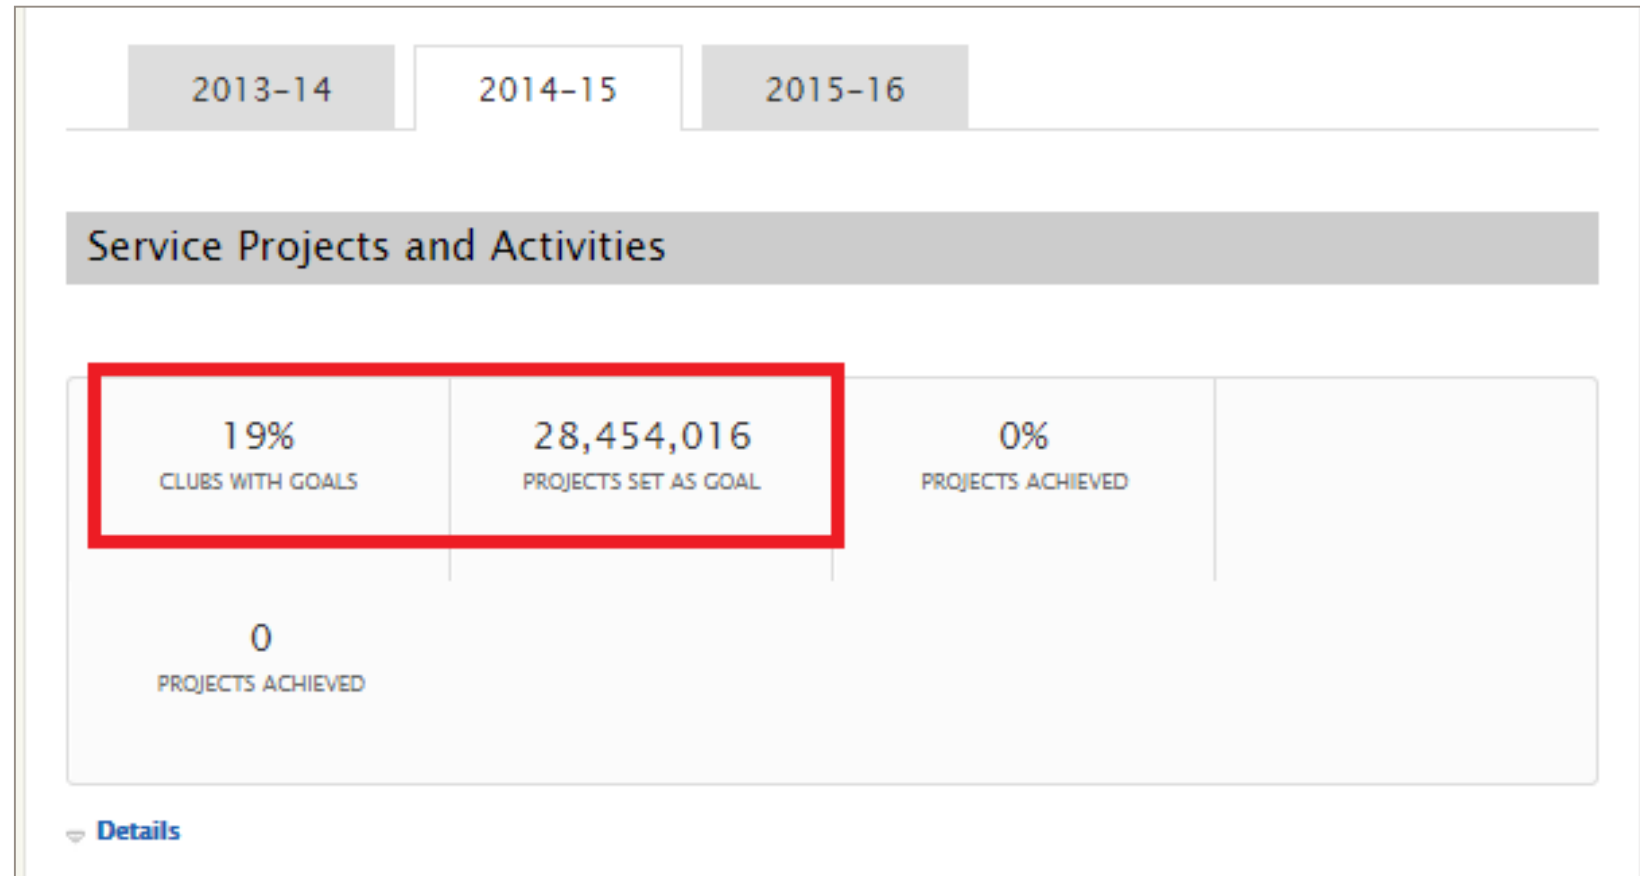 2013-14 2014-15 2015-16
Service Projects and Activities
19% 28,454,016 0%
CLUBS WITH GOALS PROJECTS SET AS GOAL PROJECTS ACHIEVED
0
PROJECTS ACHIEVED
Details